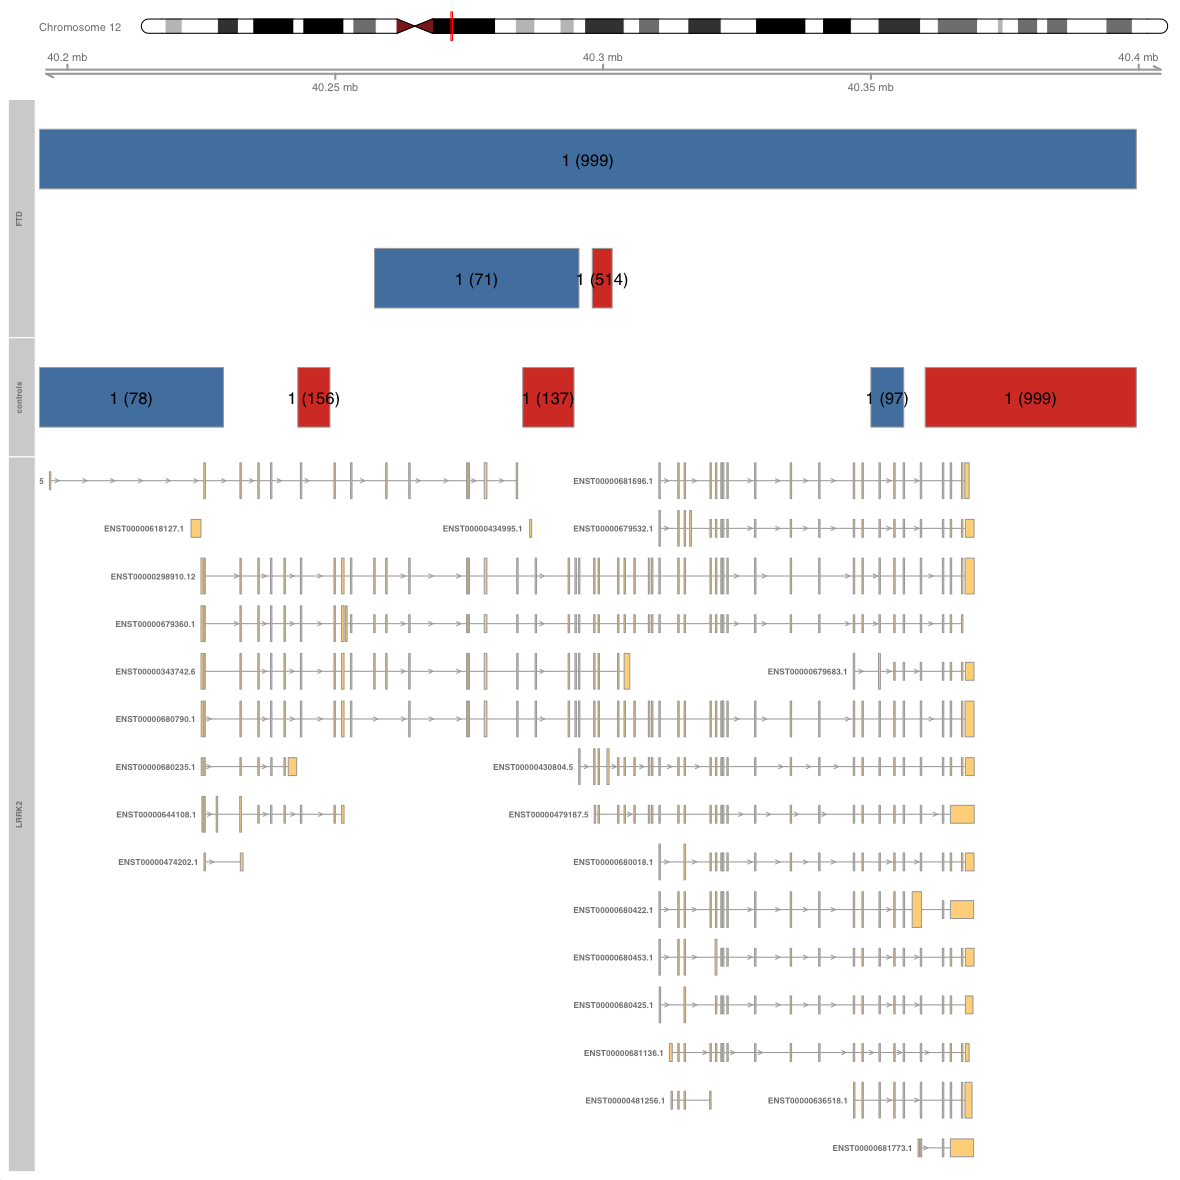 Chromosome 12
40.2 mb
40.3 mb
40.4 mb
40.25 mb
40.35 mb
FTD
1 (999)
1 (71)
1 (514)
controls
1 (78)
1 (156)
1 (137)
1 (97)
1 (999)
LRRK2
5
ENST00000681696.1
ENST00000618127.1
ENST00000434995.1
ENST00000679532.1
ENST00000298910.12
ENST00000679360.1
ENST00000343742.6
ENST00000679683.1
ENST00000680790.1
ENST00000680235.1
ENST00000430804.5
ENST00000644108.1
ENST00000479187.5
ENST00000474202.1
ENST00000680018.1
ENST00000680422.1
ENST00000680453.1
ENST00000680425.1
ENST00000681136.1
ENST00000481256.1
ENST00000636518.1
ENST00000681773.1